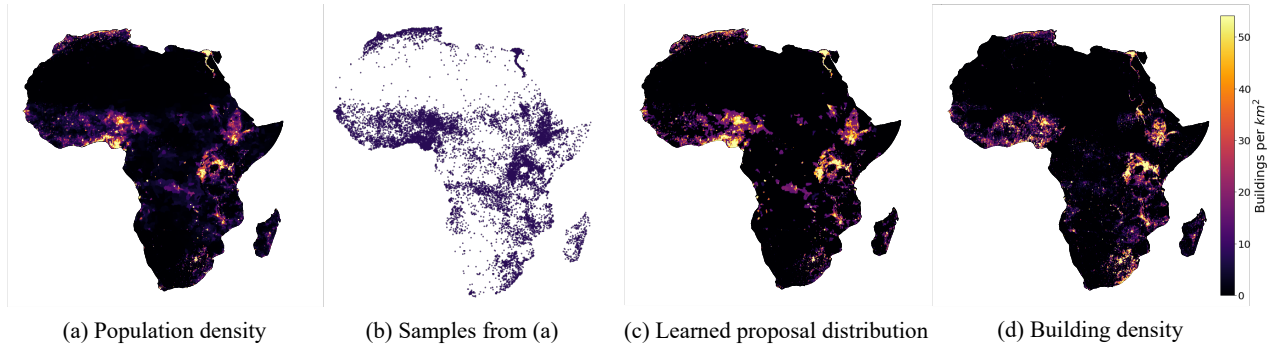 50
40
30
20
10
0
Buildings per km²
(a) Population density
(b) Samples from (a)
(c) Learned proposal distribution
(d) Building density